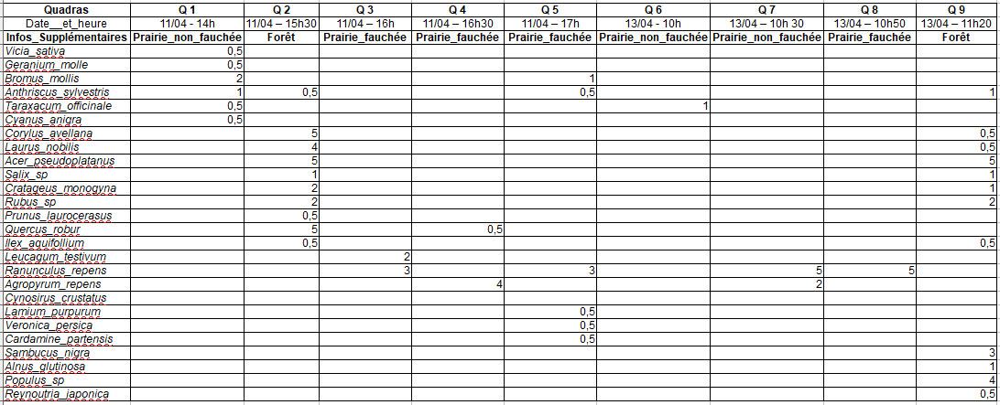 Quadras Q 1 Q 2 Q 3 Q 4 Q 5 Q 6 Q 7 Q 8 Q 9
Date__et_heure 11/04 - 14h 11/04 – 15h30 11/04 – 16h 11/04 – 16h30 11/04 – 17h 13/04 - 10h 13/04 – 10h 30 13/04 – 10h50 13/04 – 11h20
Infos_Supplémentaires Prairie_non_fauchée Forêt Prairie_fauchée Prairie_fauchée Prairie_fauchée Prairie_non_fauchée Prairie_non_fauchée Prairie_fauchée Forêt
Vicia_sativa 0,5
Geranium_molle 0,5
Bromus_mollis 2 1
Anthriscus_sylvestris 1 0,5 0,5 1
Taraxacum_officinale 0,5 1
Cyanus_anigra 0,5
Corylus_avellana 5 0,5
Laurus_nobilis 4 0,5
Acer_pseudoplatanus 5 5
Salix_sp 1 1
Cratageus_monogyna 2 1
Rubus_sp 2 2
Prunus_laurocerasus 0,5
Quercus_robur 5 0,5
Ilex_aquifollium 0,5 0,5
Leucagum_testivum 2
Ranunculus_repens 3 3 5 5
Agropyrum_repens 4 2
Cynosirus_crustatus
Lamium_purpurum 0,5
Veronica_persica 0,5
Cardamine_partensis 0,5
Sambucus_nigra 3
Alnus_glutinosa 1
Populus_sp 4
Reynoutria_japonica 0,5